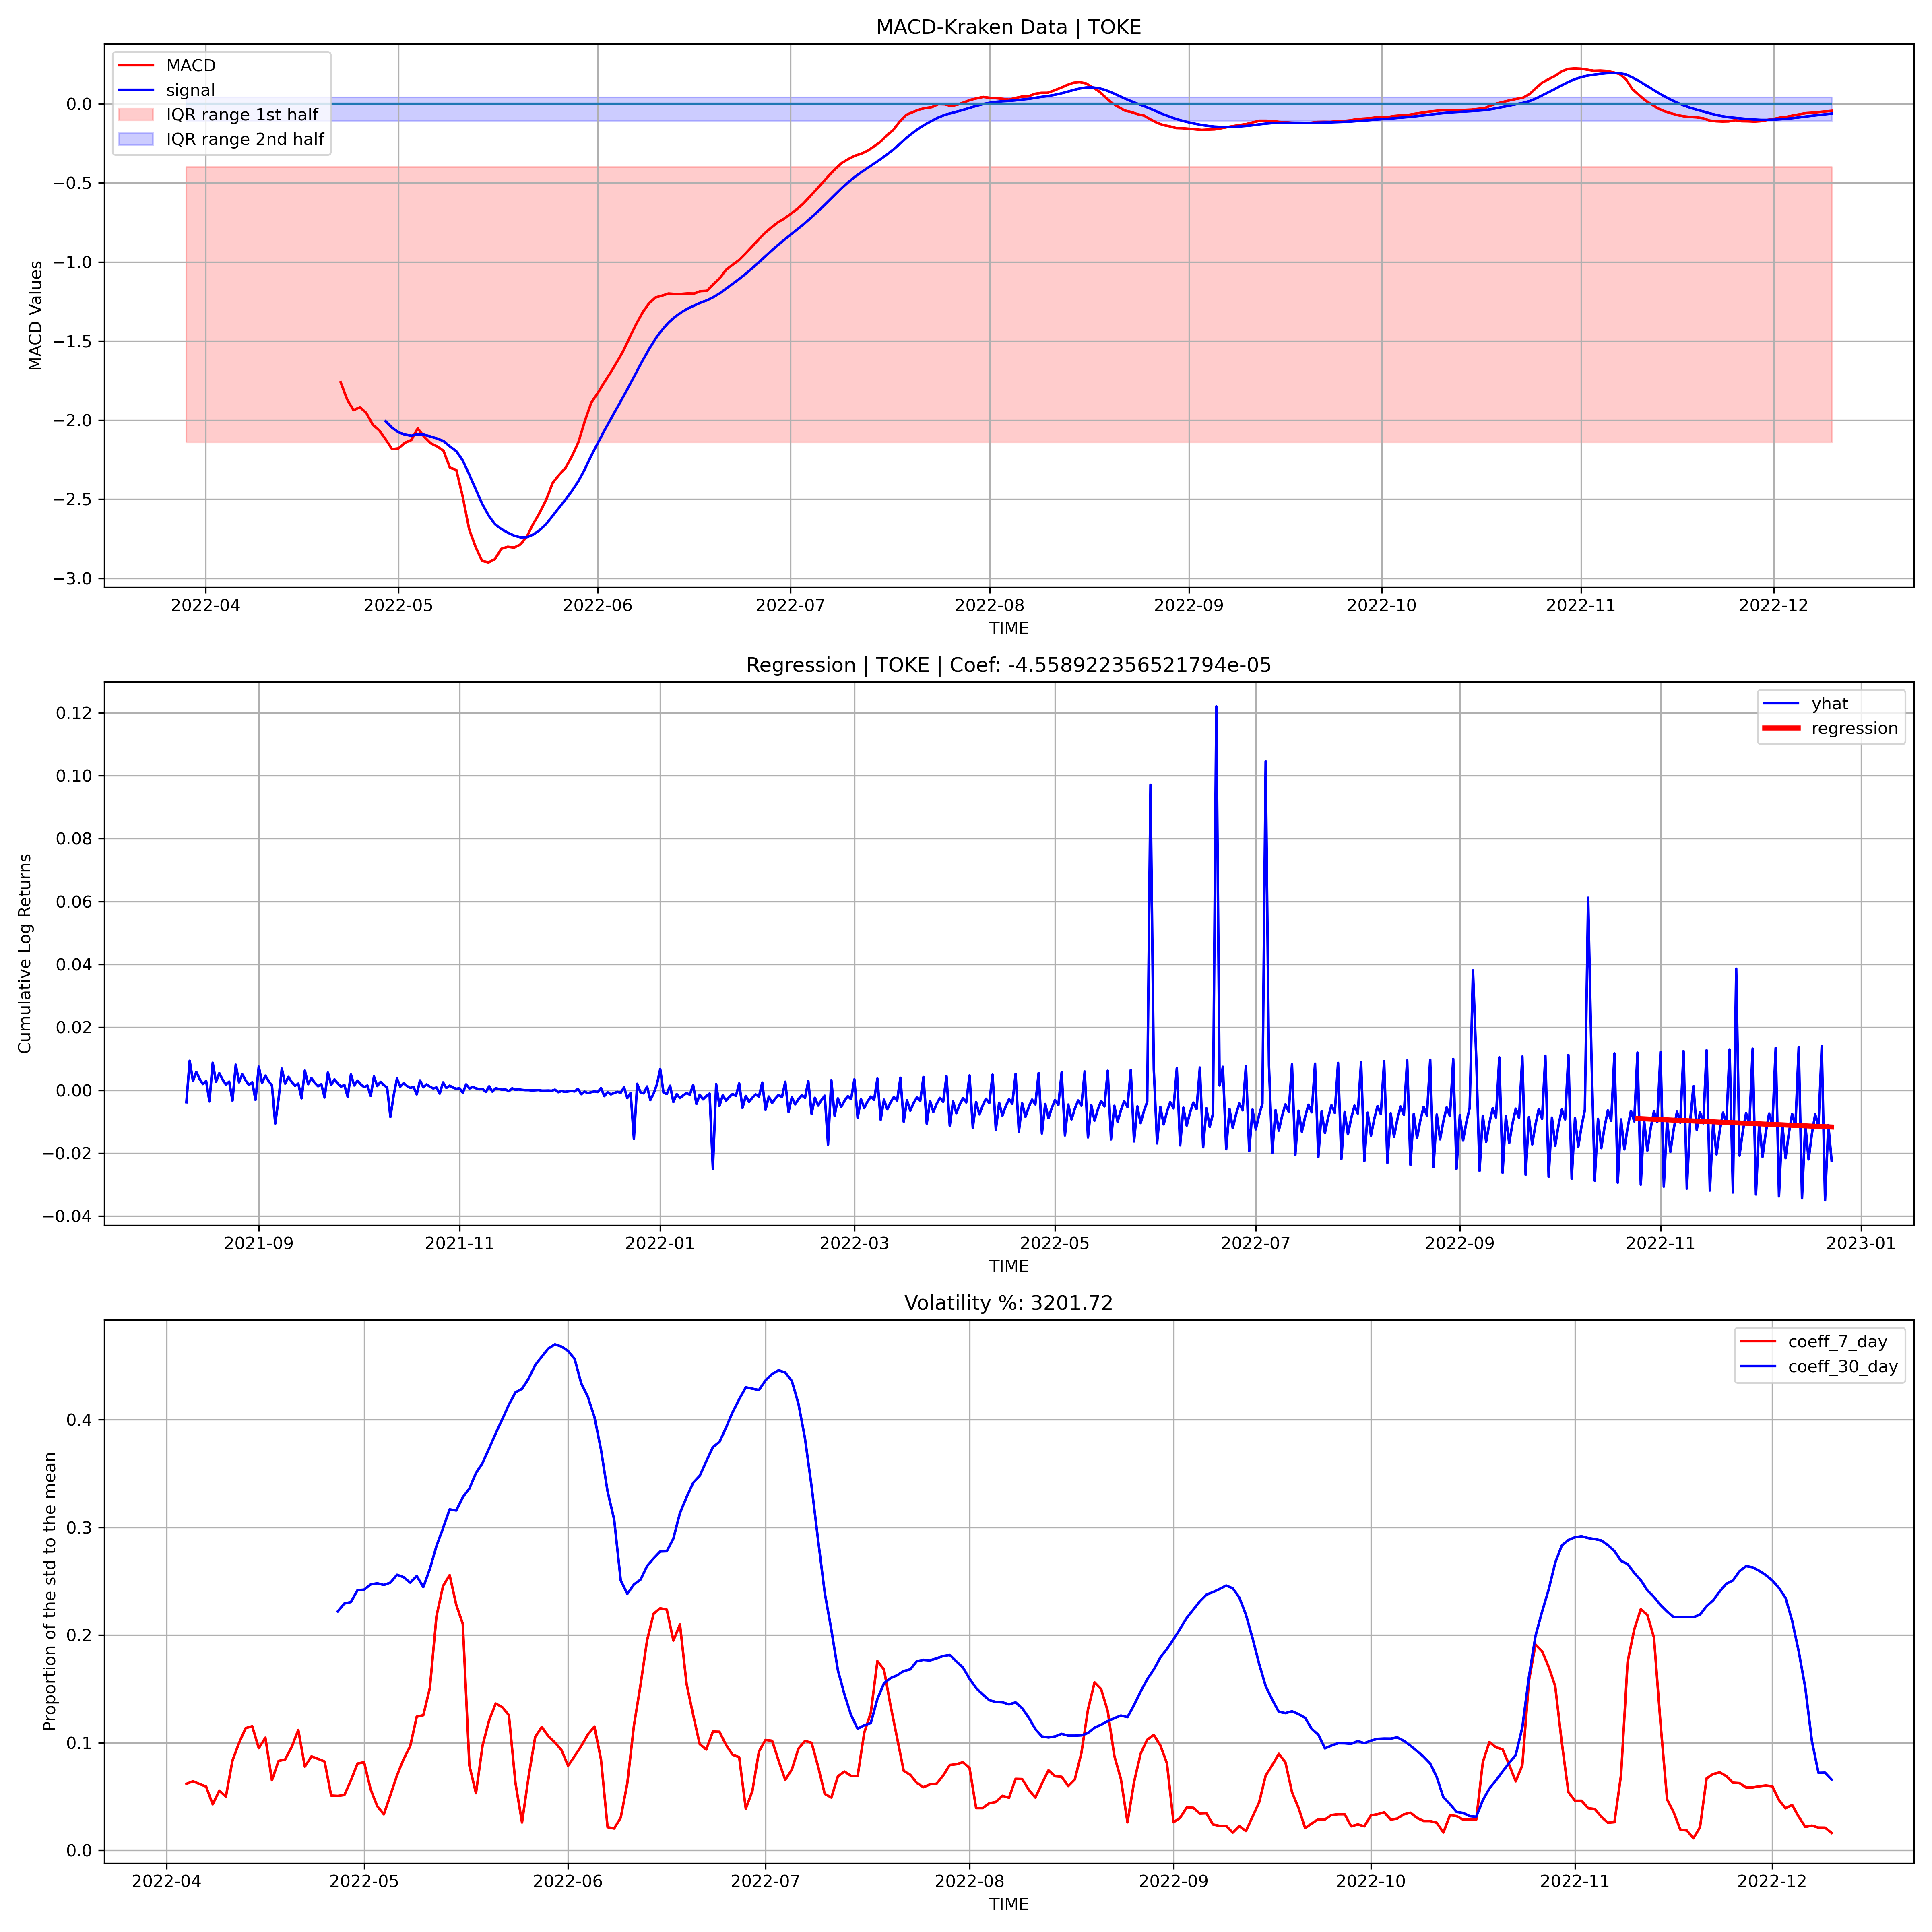 MACD-Kraken Data | TOKE
MACD
signal
IQR range 1st half
IQR range 2nd half
0.0
−0.5
−1.0
−1.5
−2.0
−2.5
−3.0
MACD Values
2022-04 2022-05 2022-06 2022-07 2022-08 2022-09 2022-10 2022-11 2022-12
TIME
Regression | TOKE | Coef: -4.558922356521794e-05
yhat
regression
0.12
0.10
0.08
0.06
0.04
0.02
0.00
−0.02
−0.04
Cumulative Log Returns
2021-09 2021-11 2022-01 2022-03 2022-05 2022-07 2022-09 2022-11 2023-01
TIME
Volatility %: 3201.72
coeff_7_day
coeff_30_day
0.4
0.3
0.2
0.1
0.0
Proportion of the std to the mean
2022-04 2022-05 2022-06 2022-07 2022-08 2022-09 2022-10 2022-11 2022-12
TIME